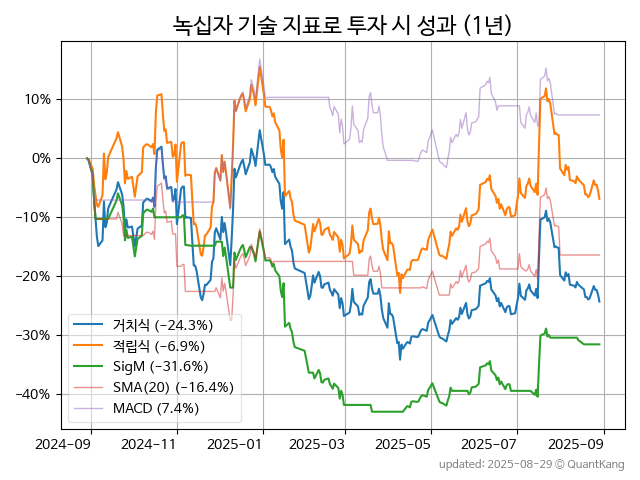 녹십자 기술 지표로 투자 시 성과 (1년)
10%
0%
−10%
−20%
−30%
−40%
거치식 (−24.3%)
적립식 (−6.9%)
SigM (−31.6%)
SMA(20) (−16.4%)
MACD (7.4%)
2024-09 2024-11 2025-01 2025-03 2025-05 2025-07 2025-09
updated: 2025-08-29 © QuantKang